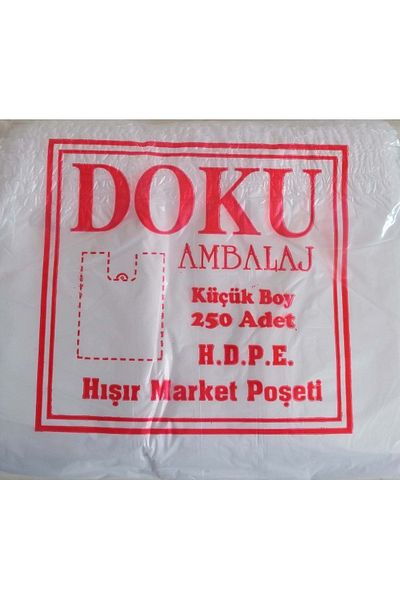 DOKU
AMBALAJ
Küçük Boy
250 Adet
H.D.P.E.
Hışır Market Poşeti